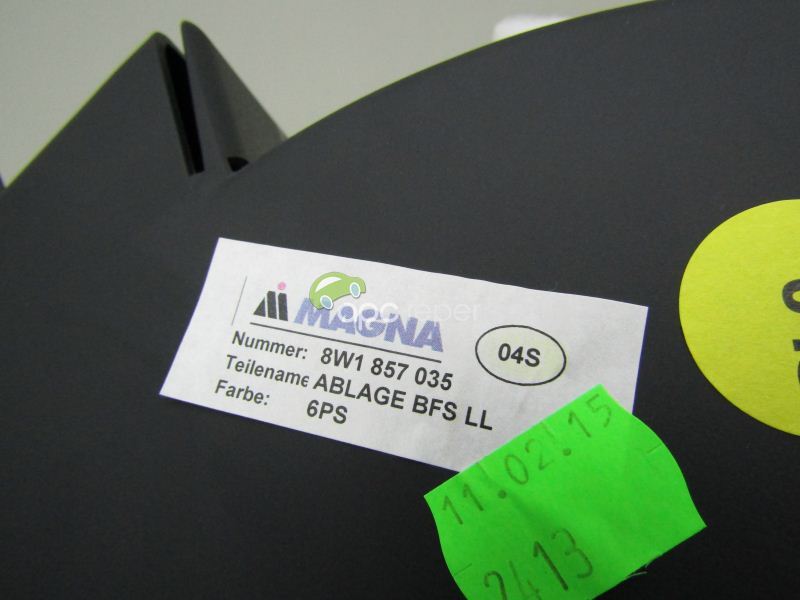 MAGNA
04S
Nummer: 8W1 857 035
Teilename ABLAGE BFS LL
Farbe: 6PS
11.02.15
2413